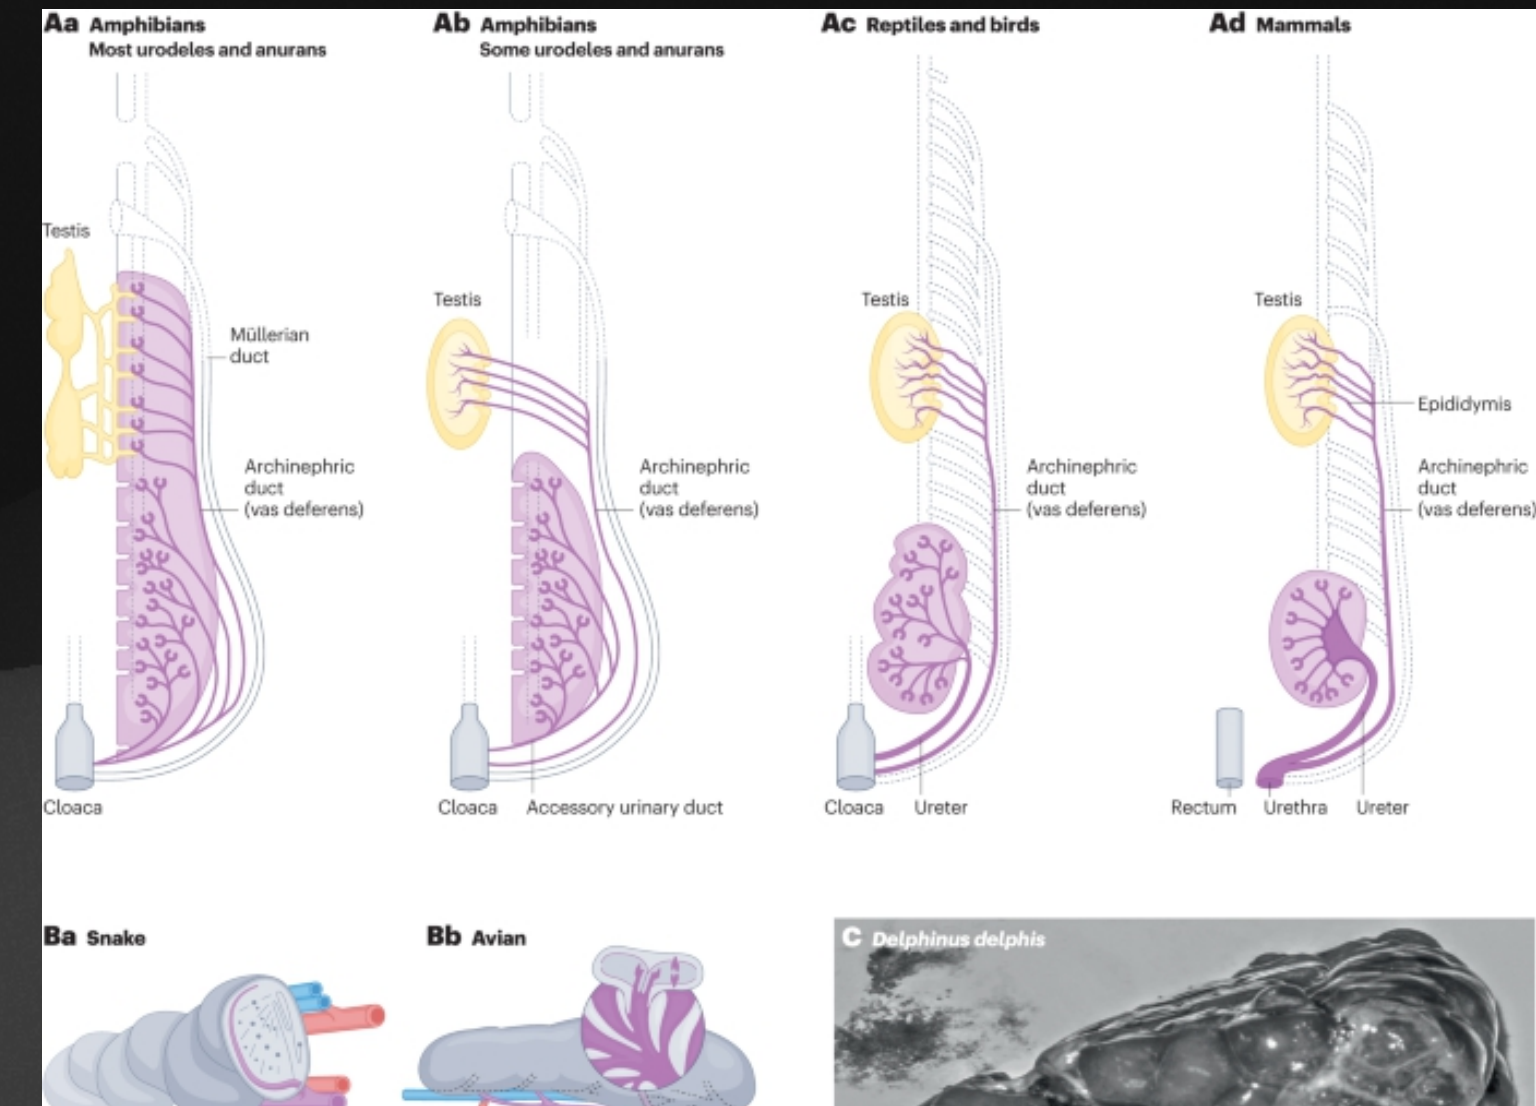 Aa Amphibians
Most urodeles and anurans
Testis
Müllerian
duct
Archinephric
duct
(vas deferens)
Cloaca
Ab Amphibians
Some urodeles and anurans
Testis
Archinephric
duct
(vas deferens)
Cloaca
Accessory urinary duct
Ac Reptiles and birds
Testis
Archinephric
duct
(vas deferens)
Cloaca
Ureter
Ad Mammals
Testis
Epididymis
Archinephric
duct
(vas deferens)
Rectum
Urethra
Ureter
Ba Snake
Bb Avian
C Delphinus delphis